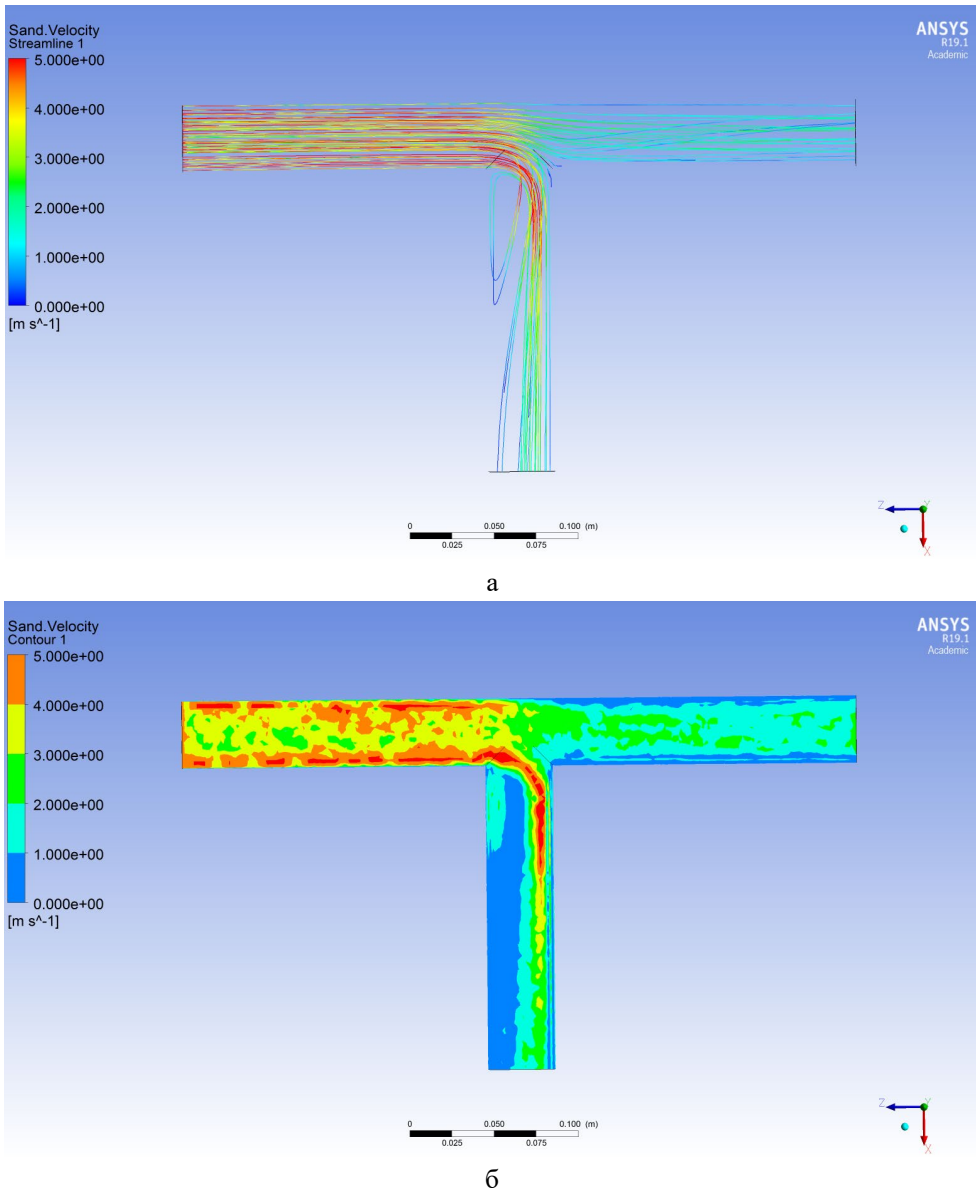 Sand.Velocity
Streamline 1
5.000e+00
4.000e+00
3.000e+00
2.000e+00
1.000e+00
0.000e+00
[m s^-1]
ANSYS
R19.1
Academic
0 0.050 0.100 (m)
0.025 0.075
Z Y
X
а
Sand.Velocity
Contour 1
5.000e+00
4.000e+00
3.000e+00
2.000e+00
1.000e+00
0.000e+00
[m s^-1]
ANSYS
R19.1
Academic
0 0.050 0.100 (m)
0.025 0.075
Z Y
X
б